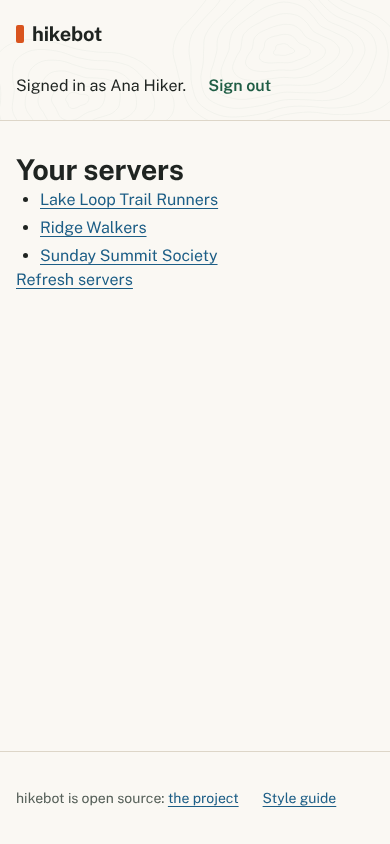 hikebot
Signed in as Ana Hiker. Sign out
Your servers
Lake Loop Trail Runners
Ridge Walkers
Sunday Summit Society
Refresh servers
hikebot is open source: the project Style guide